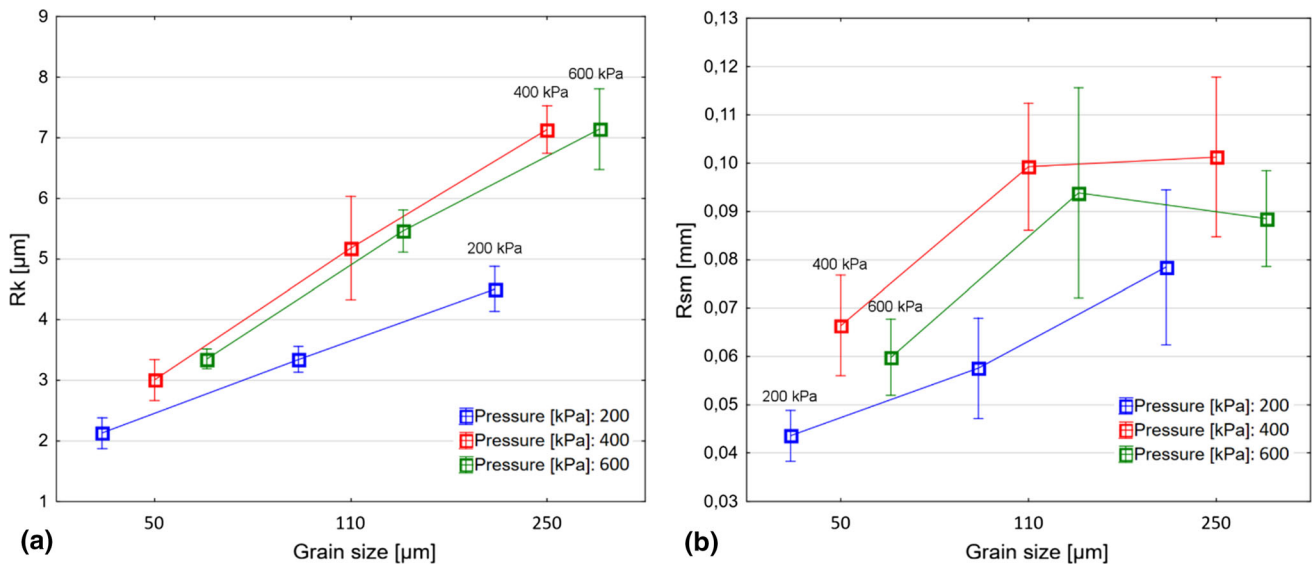 9
8
7
6
5
4
3
2
1
Rk [µm]
600 kPa
400 kPa
200 kPa
Pressure [kPa]: 200
Pressure [kPa]: 400
Pressure [kPa]: 600
50 110 250
Grain size [µm]
(a)
0,13
0,12
0,11
0,10
0,09
0,08
0,07
0,06
0,05
0,04
0,03
Rsm [mm]
400 kPa
600 kPa
200 kPa
Pressure [kPa]: 200
Pressure [kPa]: 400
Pressure [kPa]: 600
50 110 250
Grain size [µm]
(b)